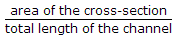 area of the cross-section
total length of the channel